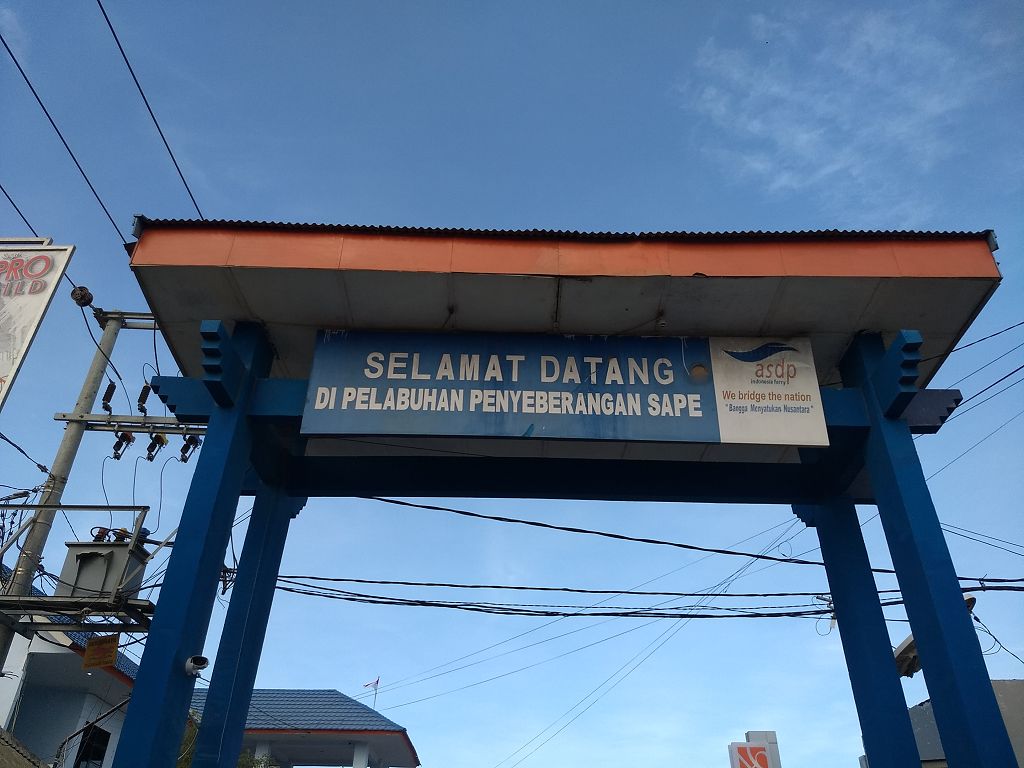 SELAMAT DATANG
DI PELABUHAN PENYEBERANGAN SAPE
asdp
indonesia ferry
We bridge the nation
"Bangga Menyatukan Nusantara"
PRO
ILD